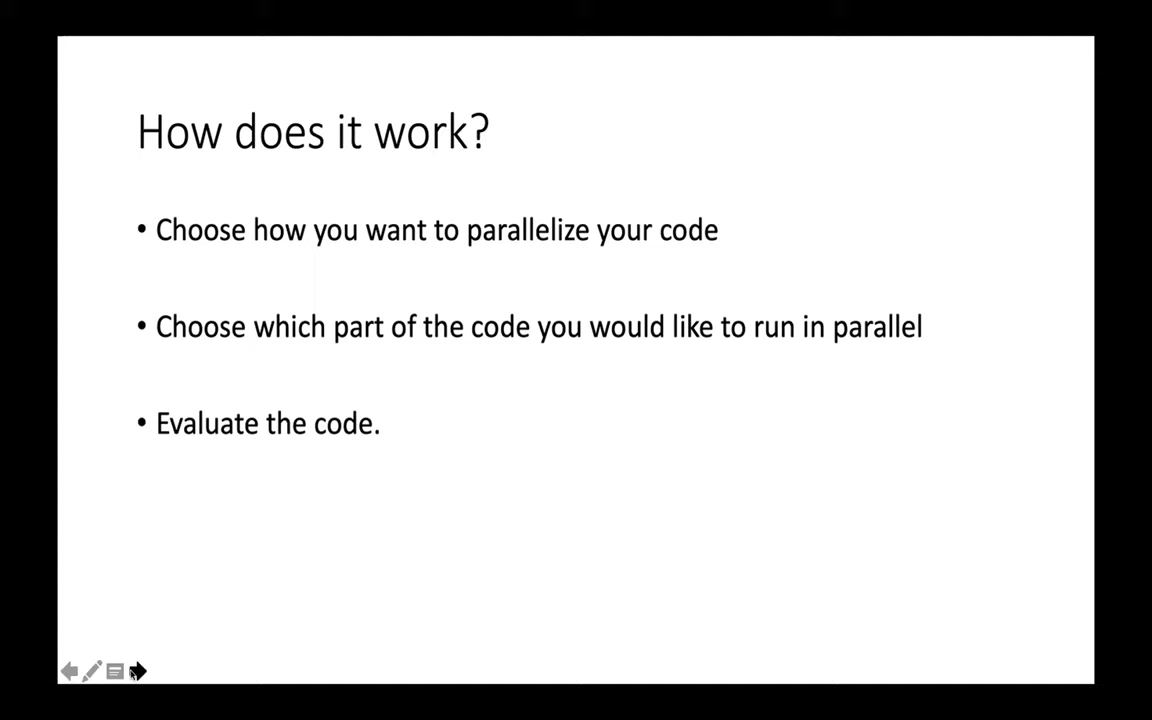 How does it work?
• Choose how you want to parallelize your code
• Choose which part of the code you would like to run in parallel
• Evaluate the code.